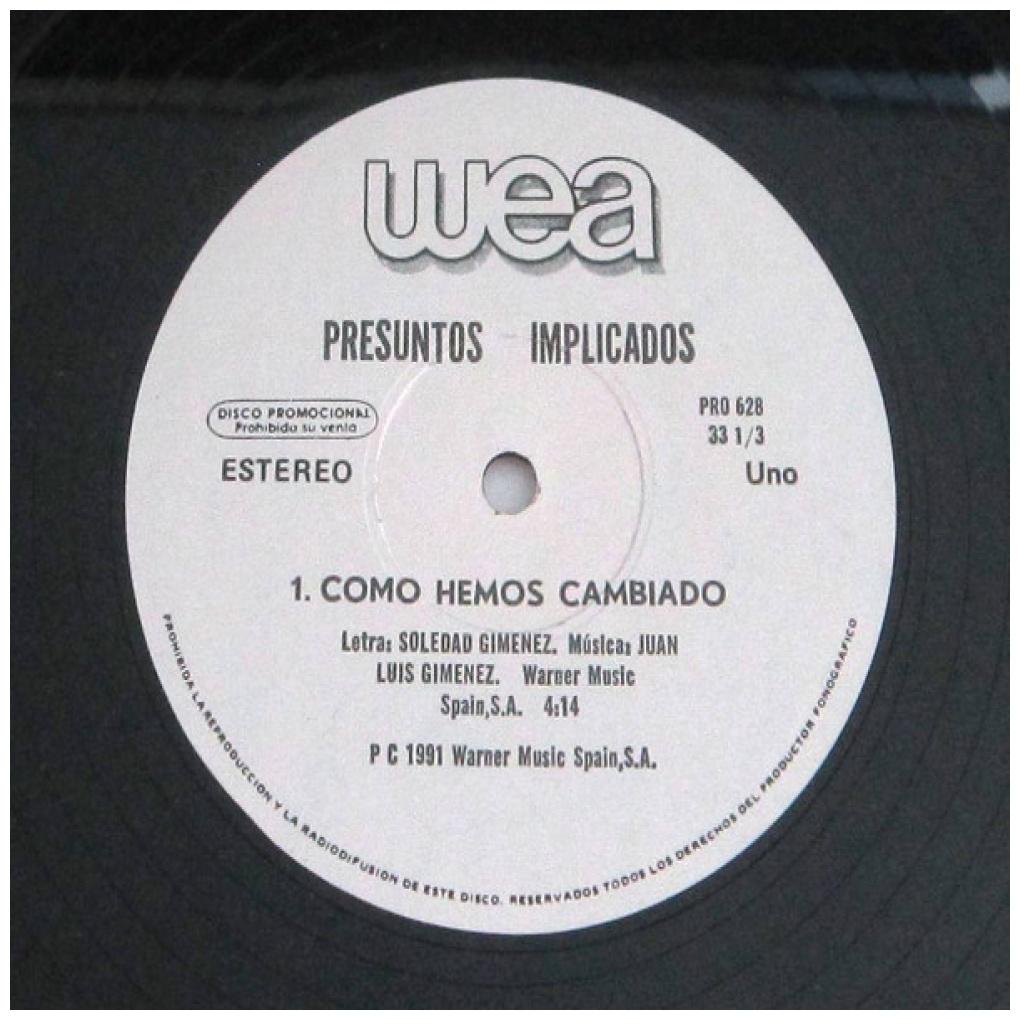 wea
PRESUNTOS IMPLICADOS
DISCO PROMOCIONAL
Prohibida su venta
ESTEREO
PRO 628
33 1/3
Uno
1. COMO HEMOS CAMBIADO
Letra: SOLEDAD GIMENEZ. Música: JUAN
LUIS GIMENEZ. Warner Music
Spain,S.A. 4:14
P C 1991 Warner Music Spain,S.A.
PROHIBIDA LA REPRODUCCION Y LA RADIODIFUSION DE ESTE DISCO. RESERVADOS TODOS LOS DERECHOS DEL PRODUCTOR FONOGRAFICO